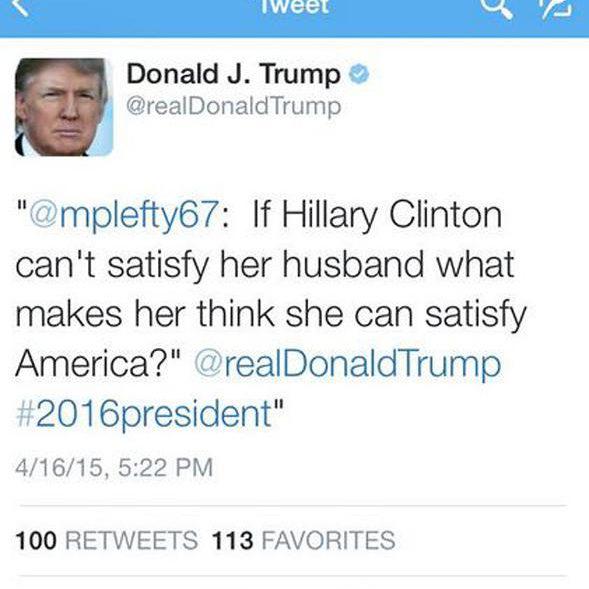 Tweet
Donald J. Trump
@realDonaldTrump
"@mplefty67: If Hillary Clinton
can't satisfy her husband what
makes her think she can satisfy
America?" @realDonaldTrump
#2016president"
4/16/15, 5:22 PM
100 RETWEETS 113 FAVORITES